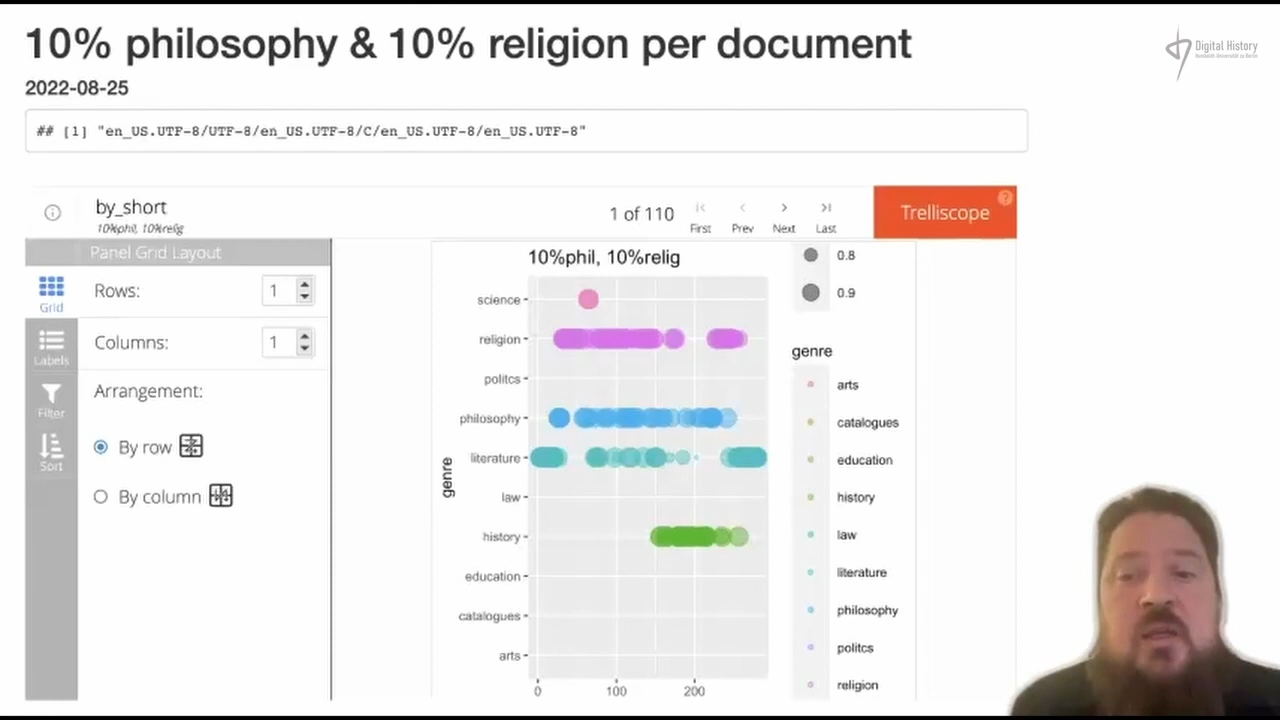 10% philosophy & 10% religion per document
Digital History
2022-08-25
## [1] "en_US.UTF-8/UTF-8/en_US.UTF-8/C/en_US.UTF-8/en_US.UTF-8"
by_short
10%phil, 10%relig
1 of 110
First Prev Next Last
Trelliscope
?
Panel Grid Layout
Grid
Rows: 1
Labels
Columns: 1
Filter
Arrangement:
Sort
By row
By column
10%phil, 10%relig
science
religion
politcs
philosophy
literature
law
history
education
catalogues
arts
genre
0 100 200
0.8
0.9
genre
arts
catalogues
education
history
law
literature
philosophy
politcs
religion